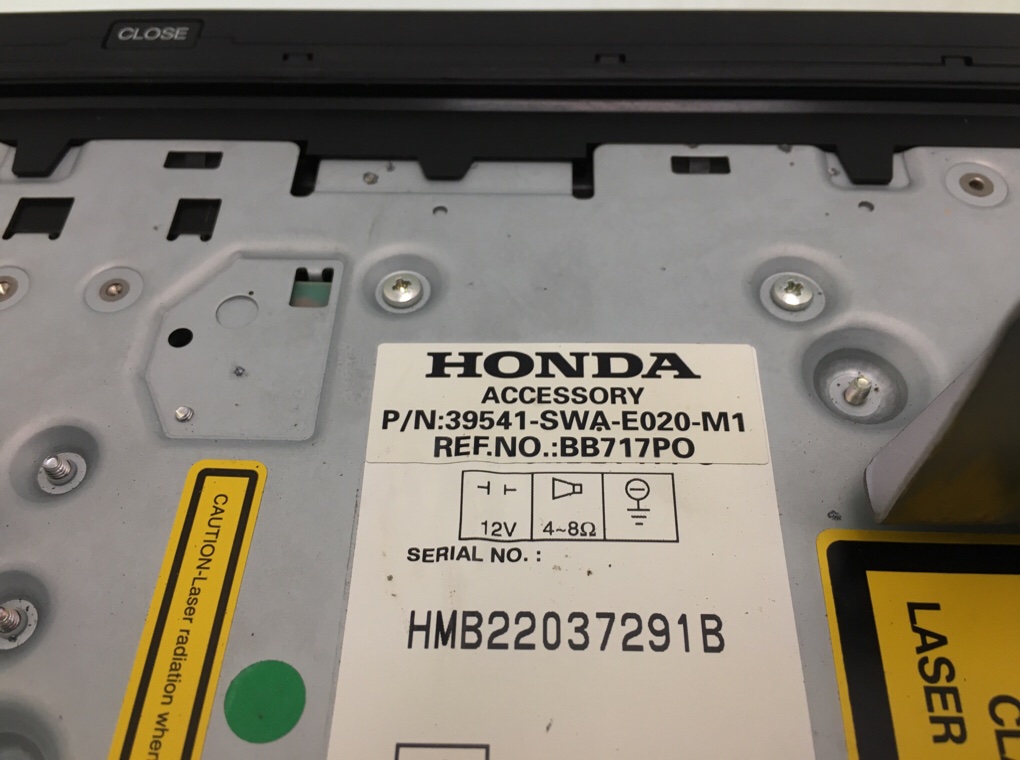 CLOSE
HONDA
ACCESSORY
P/N:39541-SWA-E020-M1
REF.NO.:BB717PO
12V
4~8Ω
SERIAL NO. :
HMB22037291B
CAUTION-Laser radiation when
LASER